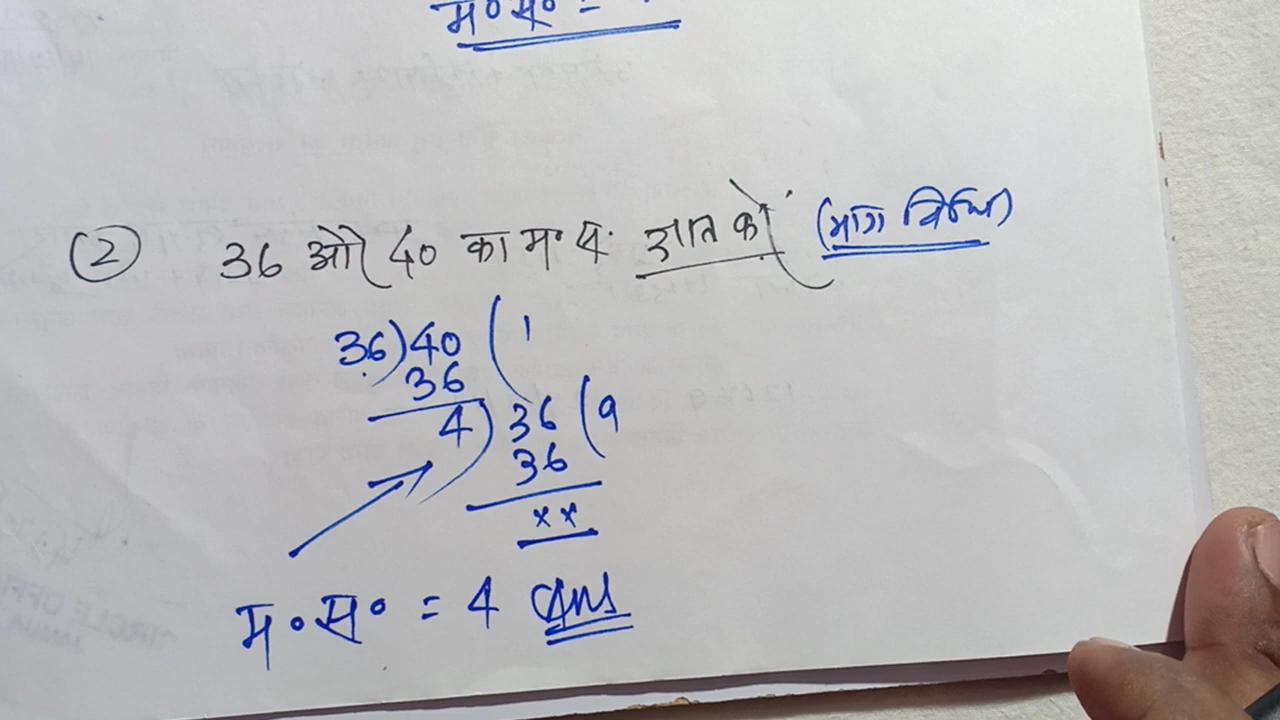 म॰स॰ =
(2) 36 और 40 का म॰ स॰ ज्ञात करें (भाग विधि)
36)40(1
36
4)36(9
36
××
म॰स॰ = 4 Ans